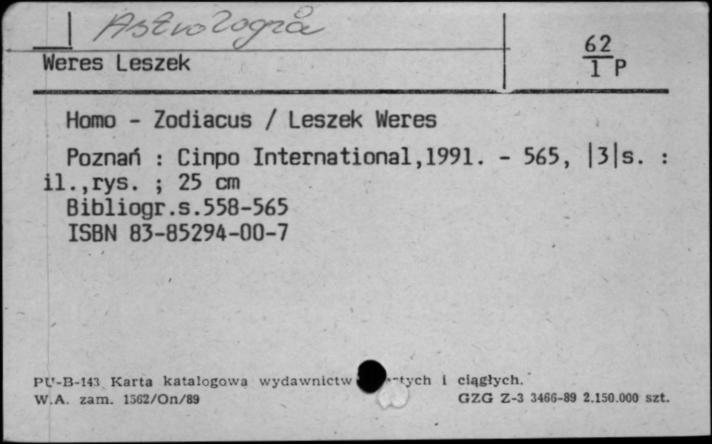 Astrologia
62
1 P
Weres Leszek
Homo - Zodiacus / Leszek Weres
Poznań : Cinpo International,1991. - 565, |3|s. :
il.,rys. ; 25 cm
Bibliogr.s.558-565
ISBN 83-85294-00-7
PU-B-143 Karta katalogowa wydawnictw i ciągłych.
W.A. zam. 1562/On/89 GZG Z-3 3466-89 2.150.000 szt.